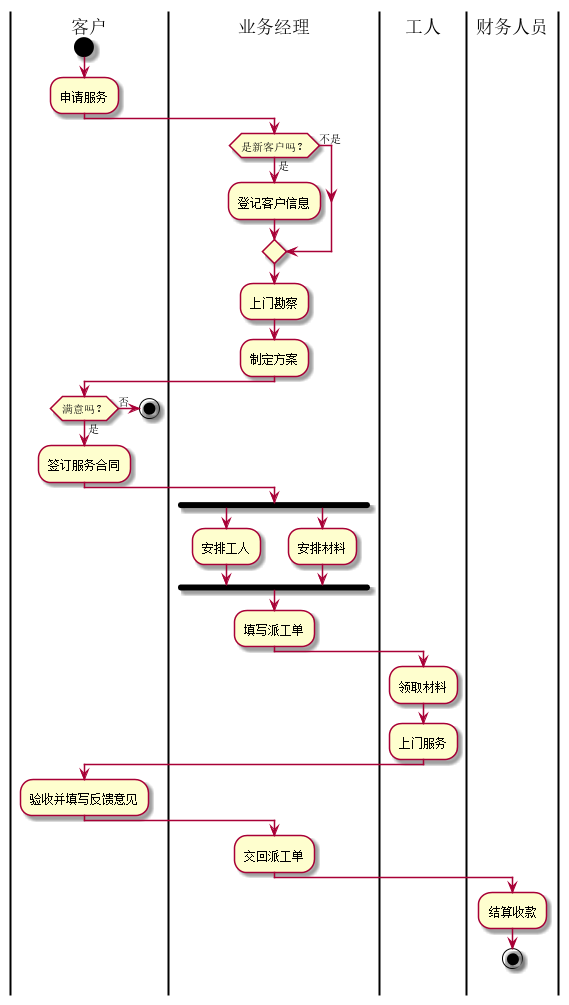 客户
业务经理
工人
财务人员
申请服务
是新客户吗？
不是
是
登记客户信息
上门勘察
制定方案
满意吗？
否
是
签订服务合同
安排工人
安排材料
填写派工单
领取材料
上门服务
验收并填写反馈意见
交回派工单
结算收款